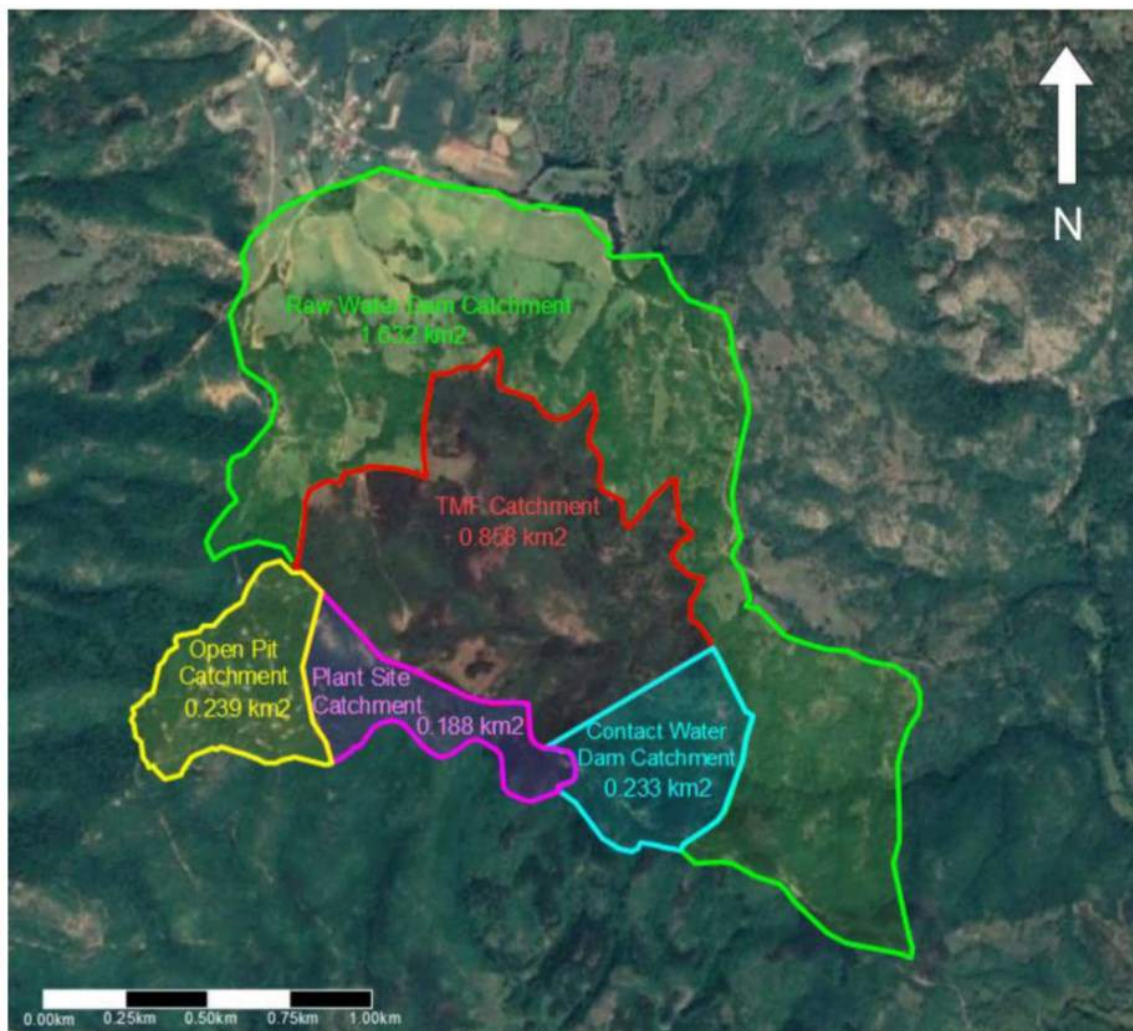 N
Raw Water Dam Catchment
1.632 km2
TMF Catchment
0.858 km2
Open Pit
Catchment
0.239 km2
Plant Site
Catchment
0.188 km2
Contact Water
Dam Catchment
0.233 km2
0.00km 0.25km 0.50km 0.75km 1.00km